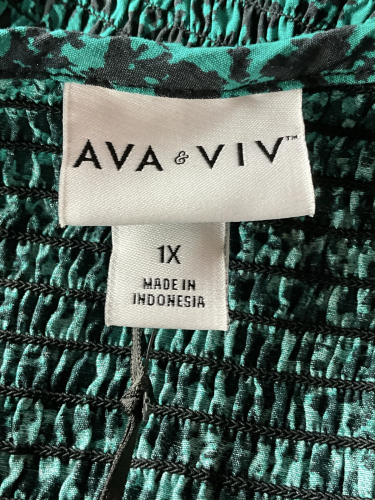 AVA & VIV™
1X
MADE IN
INDONESIA